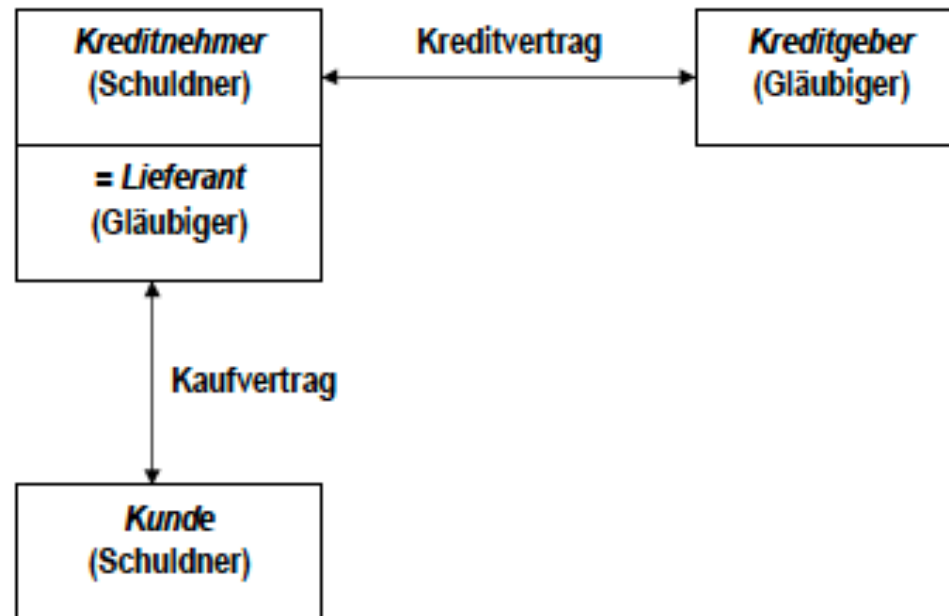 Kreditnehmer
(Schuldner)
Kreditvertrag
Kreditgeber
(Gläubiger)
= Lieferant
(Gläubiger)
Kaufvertrag
Kunde
(Schuldner)